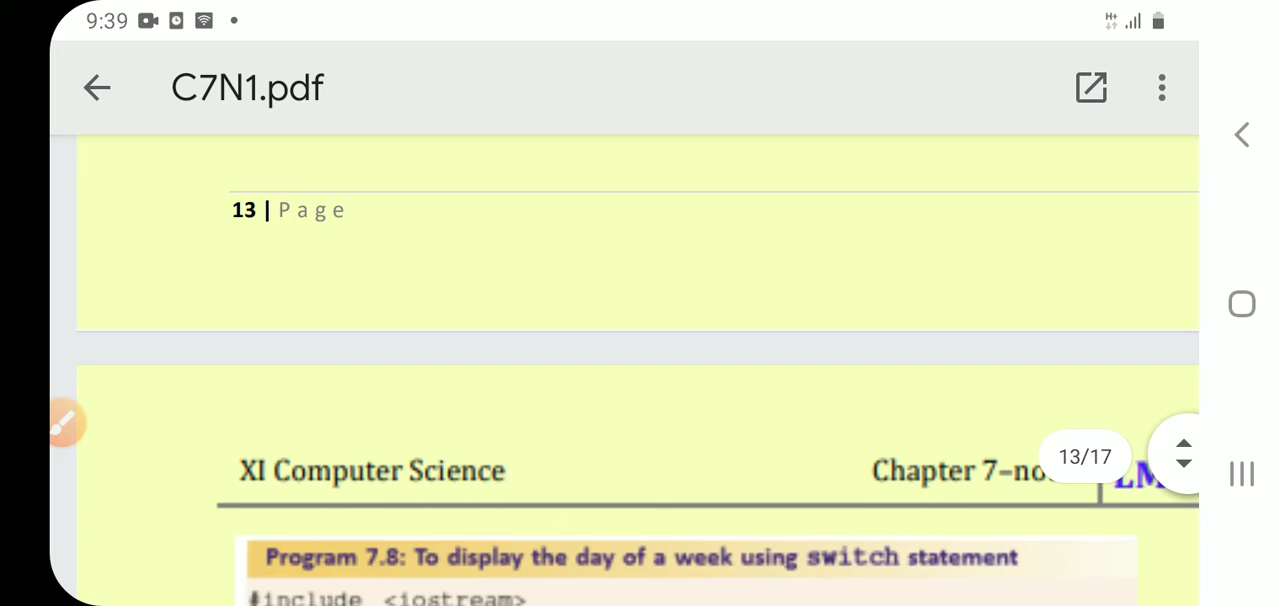 9:39
H+
C7N1.pdf
13 | Page
13/17
XI Computer Science
Chapter 7–no
LM
Program 7.8: To display the day of a week using switch statement
#include <iostream>